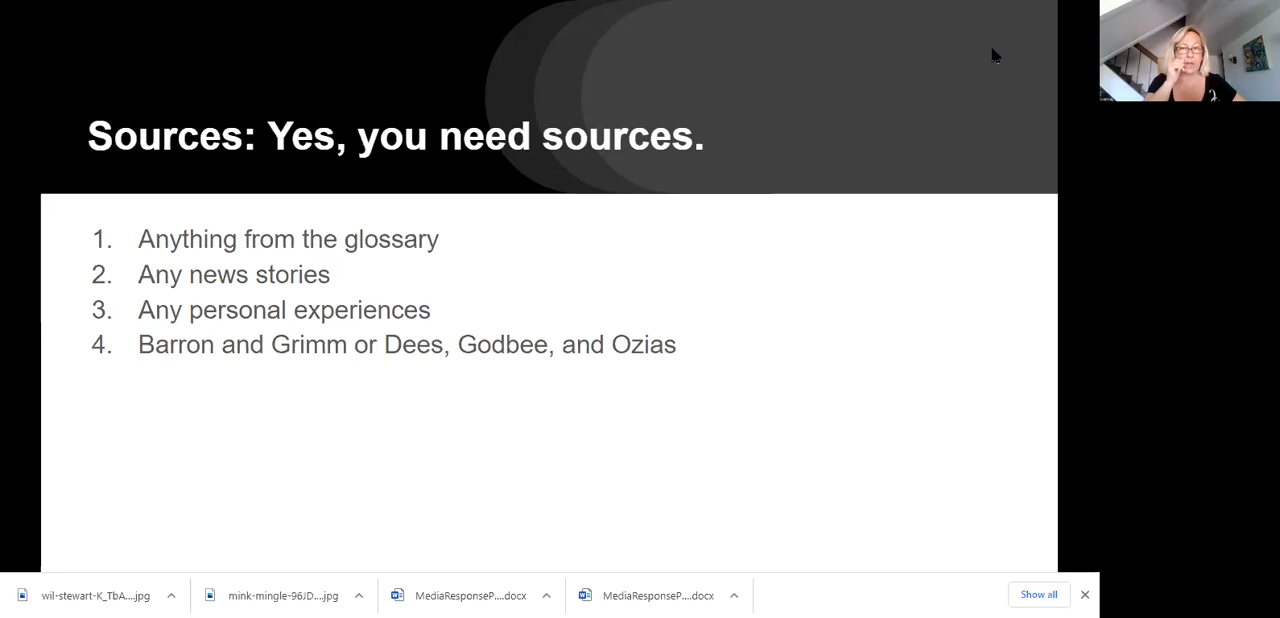 Sources: Yes, you need sources.
1. Anything from the glossary
2. Any news stories
3. Any personal experiences
4. Barron and Grimm or Dees, Godbee, and Ozias
wil-stewart-K_TbA....jpg
mink-mingle-96JD....jpg
MediaResponseP....docx
MediaResponseP....docx
Show all